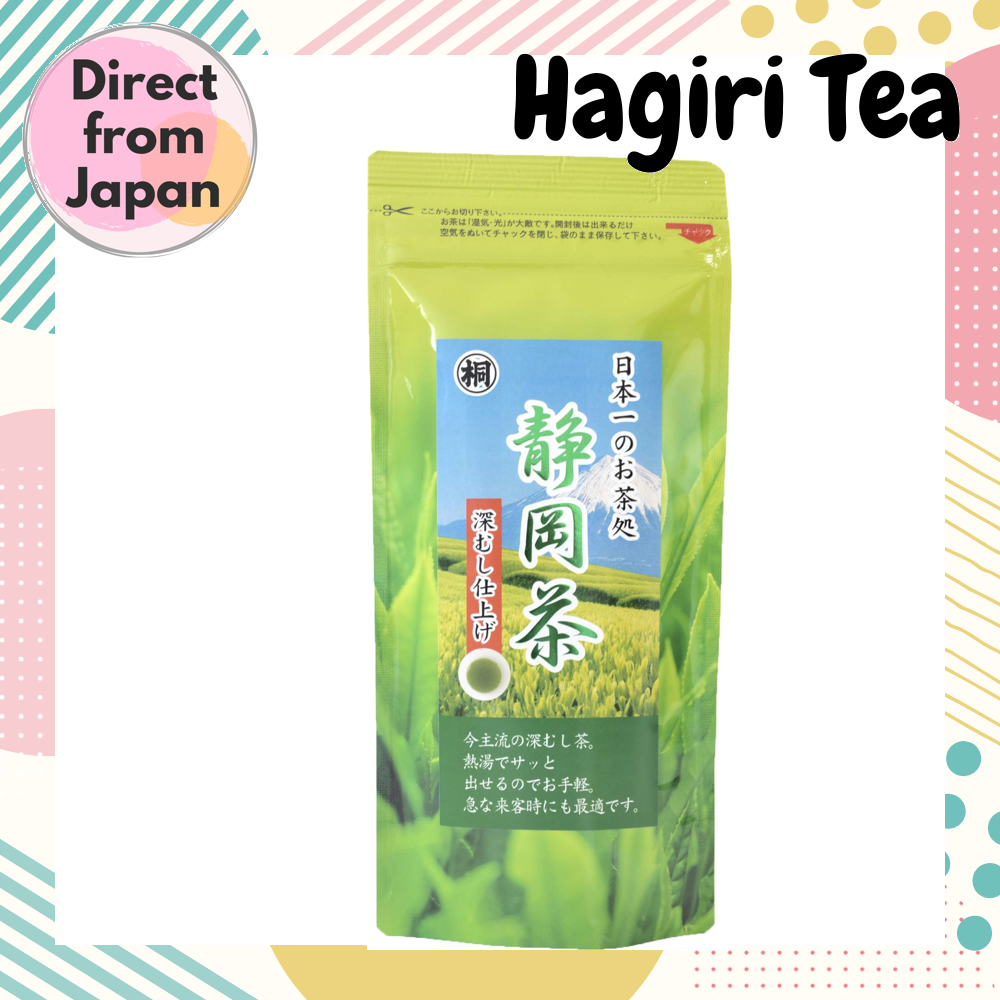 Direct
from
Japan
Hagiri Tea
ここからお切り下さい。
お茶は「湿気・光」が大敵です。開封後は出来るだけ
空気をぬいてチャックを閉じ、袋のまま保存して下さい。
チャック
桐
日本一のお茶処
静岡茶
深むし仕上げ
今主流の深むし茶。
熱湯でサッと
出せるのでお手軽。
急な来客時にも最適です。